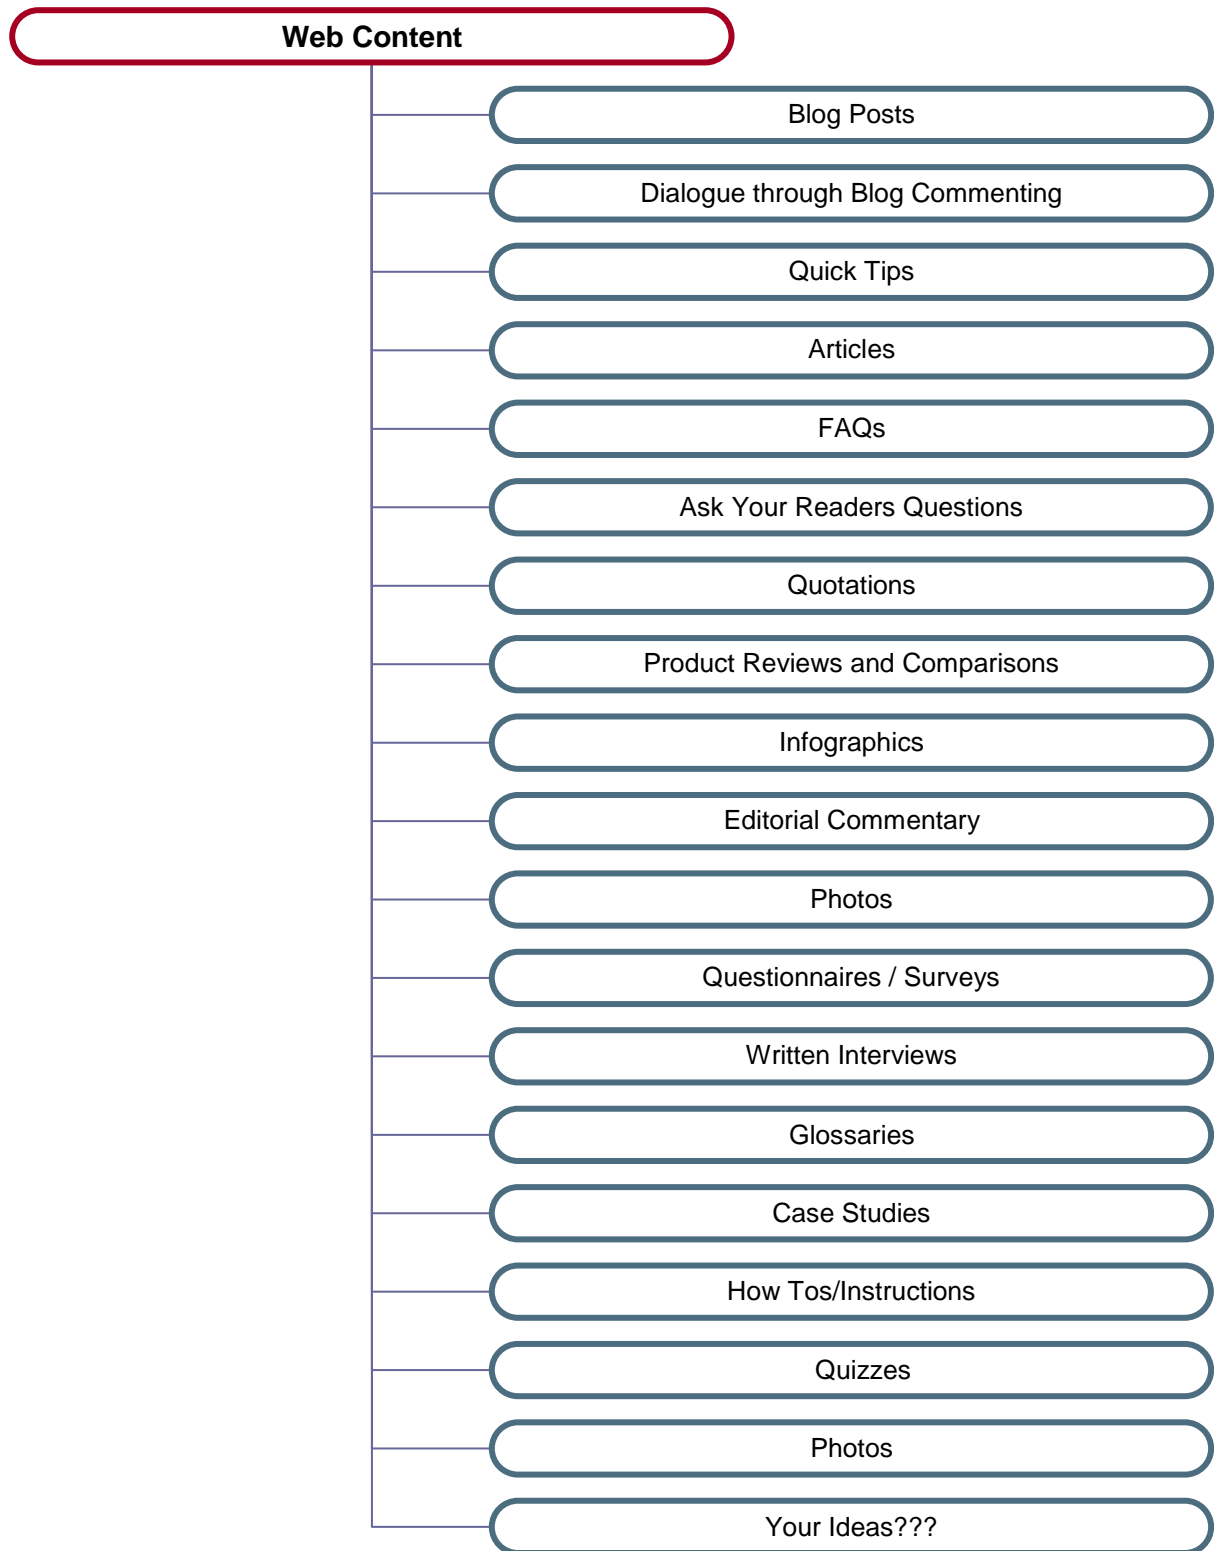 Web Content
Blog Posts
Dialogue through Blog Commenting
Quick Tips
Articles
FAQs
Ask Your Readers Questions
Quotations
Product Reviews and Comparisons
Infographics
Editorial Commentary
Photos
Questionnaires / Surveys
Written Interviews
Glossaries
Case Studies
How Tos/Instructions
Quizzes
Photos
Your Ideas???